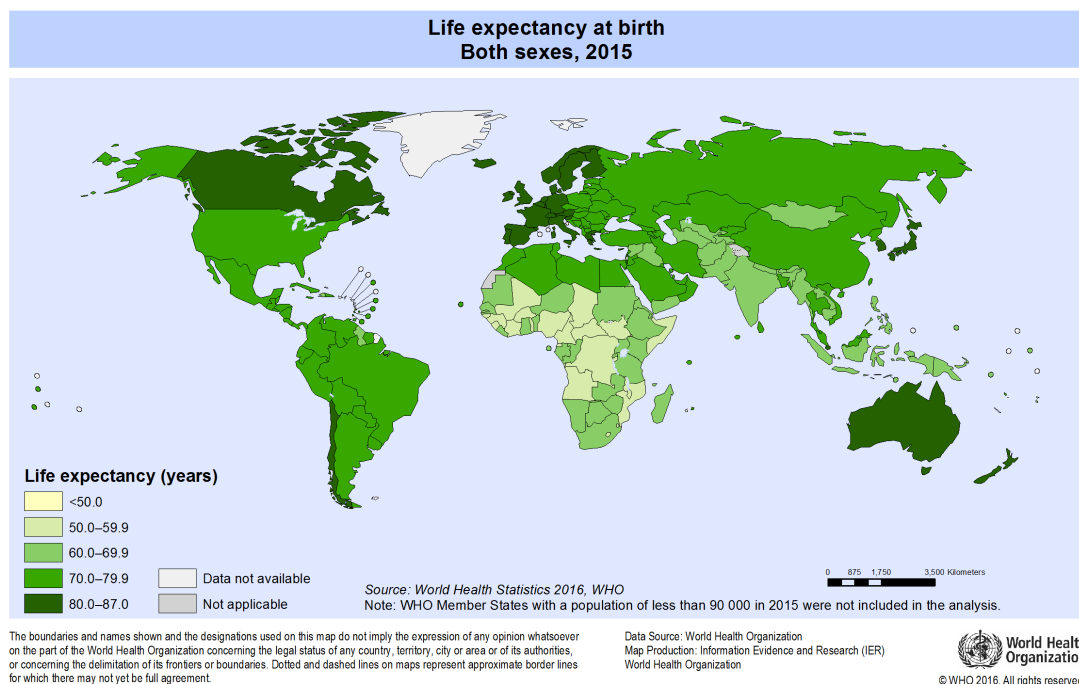 Life expectancy at birth
Both sexes, 2015
Life expectancy (years)
<50.0
50.0–59.9
60.0–69.9
70.0–79.9
80.0–87.0
Data not available
Not applicable
0 875 1,750 3,500 Kilometers
Source: World Health Statistics 2016, WHO
Note: WHO Member States with a population of less than 90 000 in 2015 were not included in the analysis.
The boundaries and names shown and the designations used on this map do not imply the expression of any opinion whatsoever
on the part of the World Health Organization concerning the legal status of any country, territory, city or area or of its authorities,
or concerning the delimitation of its frontiers or boundaries. Dotted and dashed lines on maps represent approximate border lines
for which there may not yet be full agreement.
Data Source: World Health Organization
Map Production: Information Evidence and Research (IER)
World Health Organization
World Healt
Organizatio
© WHO 2016. All rights reserve